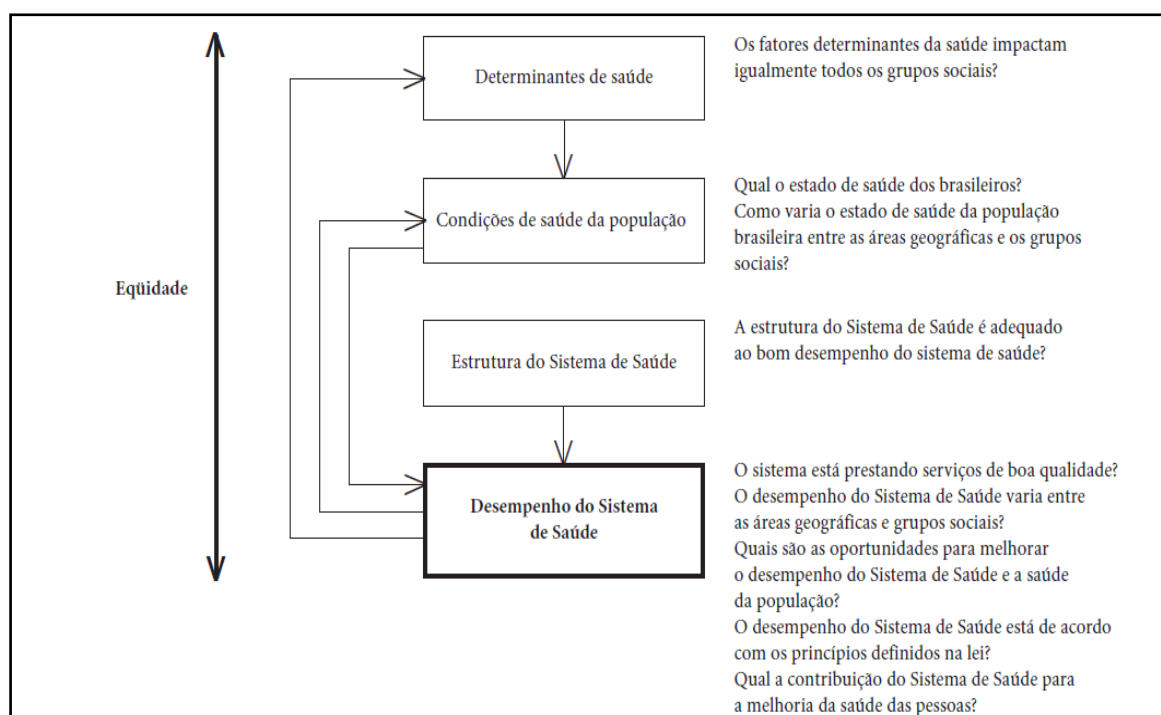 Determinantes de saúde
Os fatores determinantes da saúde impactam
igualmente todos os grupos sociais?
Condições de saúde da população
Qual o estado de saúde dos brasileiros?
Como varia o estado de saúde da população
brasileira entre as áreas geográficas e os grupos
sociais?
Eqüidade
Estrutura do Sistema de Saúde
A estrutura do Sistema de Saúde é adequado
ao bom desempenho do sistema de saúde?
Desempenho do Sistema
de Saúde
O sistema está prestando serviços de boa qualidade?
O desempenho do Sistema de Saúde varia entre
as áreas geográficas e grupos sociais?
Quais são as oportunidades para melhorar
o desempenho do Sistema de Saúde e a saúde
da população?
O desempenho do Sistema de Saúde está de acordo
com os princípios definidos na lei?
Qual a contribuição do Sistema de Saúde para
a melhoria da saúde das pessoas?